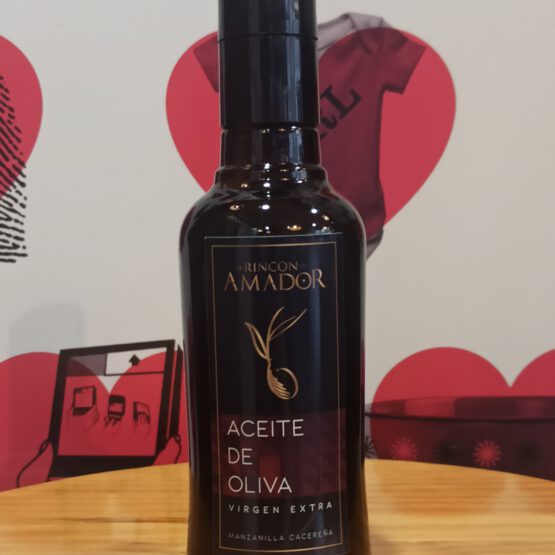 RINCON
AMADOR
ACEITE
DE
OLIVA
VIRGEN EXTRA
MANZANILLA CACEREÑA